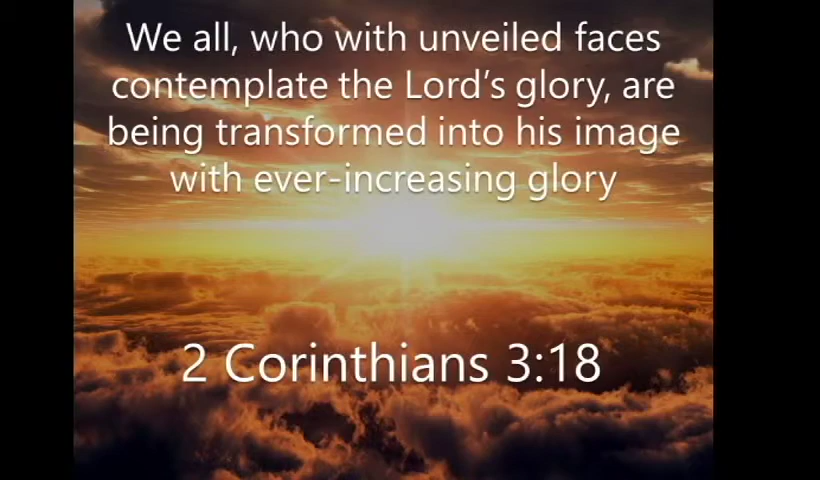 We all, who with unveiled faces
contemplate the Lord’s glory, are
being transformed into his image
with ever-increasing glory
2 Corinthians 3:18